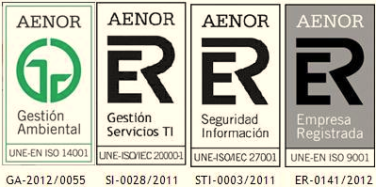 AENOR
Gestión
Ambiental
UNE-EN ISO 14001
GA-2012/0055
AENOR
ER
Gestión
Servicios TI
UNE-ISO/IEC 20000-1
SI-0028/2011
AENOR
ER
Seguridad
Información
UNE-ISO/IEC 27001
STI-0003/2011
AENOR
ER
Empresa
Registrada
UNE-EN ISO 9001
ER-0141/2012